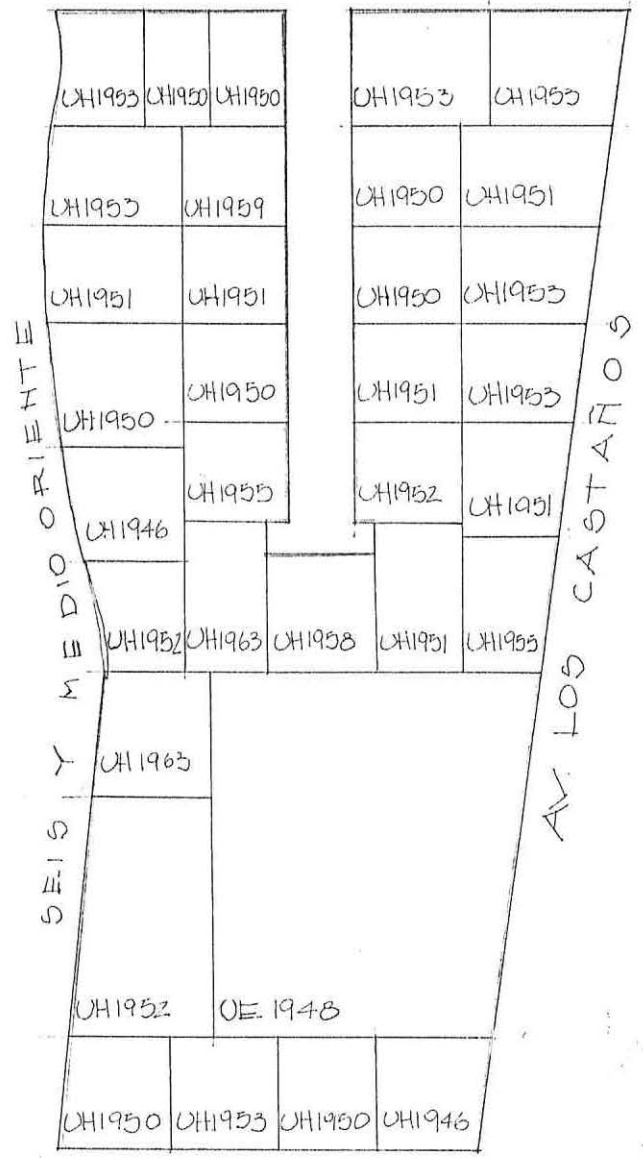 UH1953 UH1950 UH1950 UH1953 UH1953
UH1953 UH1959 UH1950 UH1951
UH1951 UH1951 UH1950 UH1953
UH1950 UH1950 UH1951 UH1953
UH1946 UH1955 UH1952 UH1951
UH1952 UH1963 UH1958 UH1951 UH1955
UH1963
UH1952 UE. 1948
UH1950 UH1953 UH1950 UH1946
SEIS Y MEDIO ORIENTE
AV. LOS CASTAÑOS